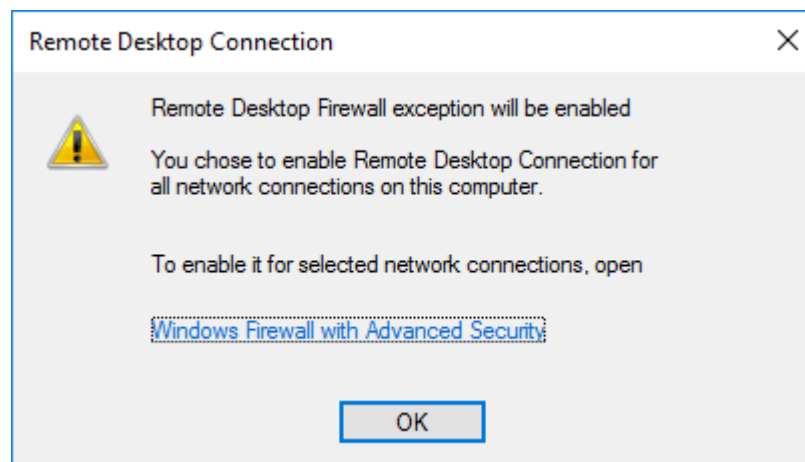 Remote Desktop Connection
Remote Desktop Firewall exception will be enabled
You chose to enable Remote Desktop Connection for
all network connections on this computer.
To enable it for selected network connections, open
Windows Firewall with Advanced Security
OK